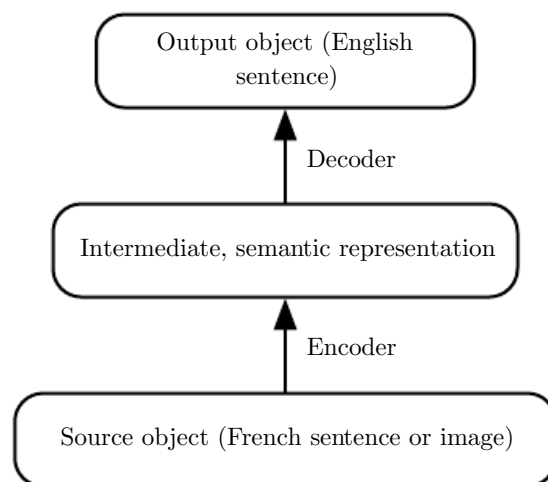 Output object (English
sentence)
Decoder
Intermediate, semantic representation
Encoder
Source object (French sentence or image)